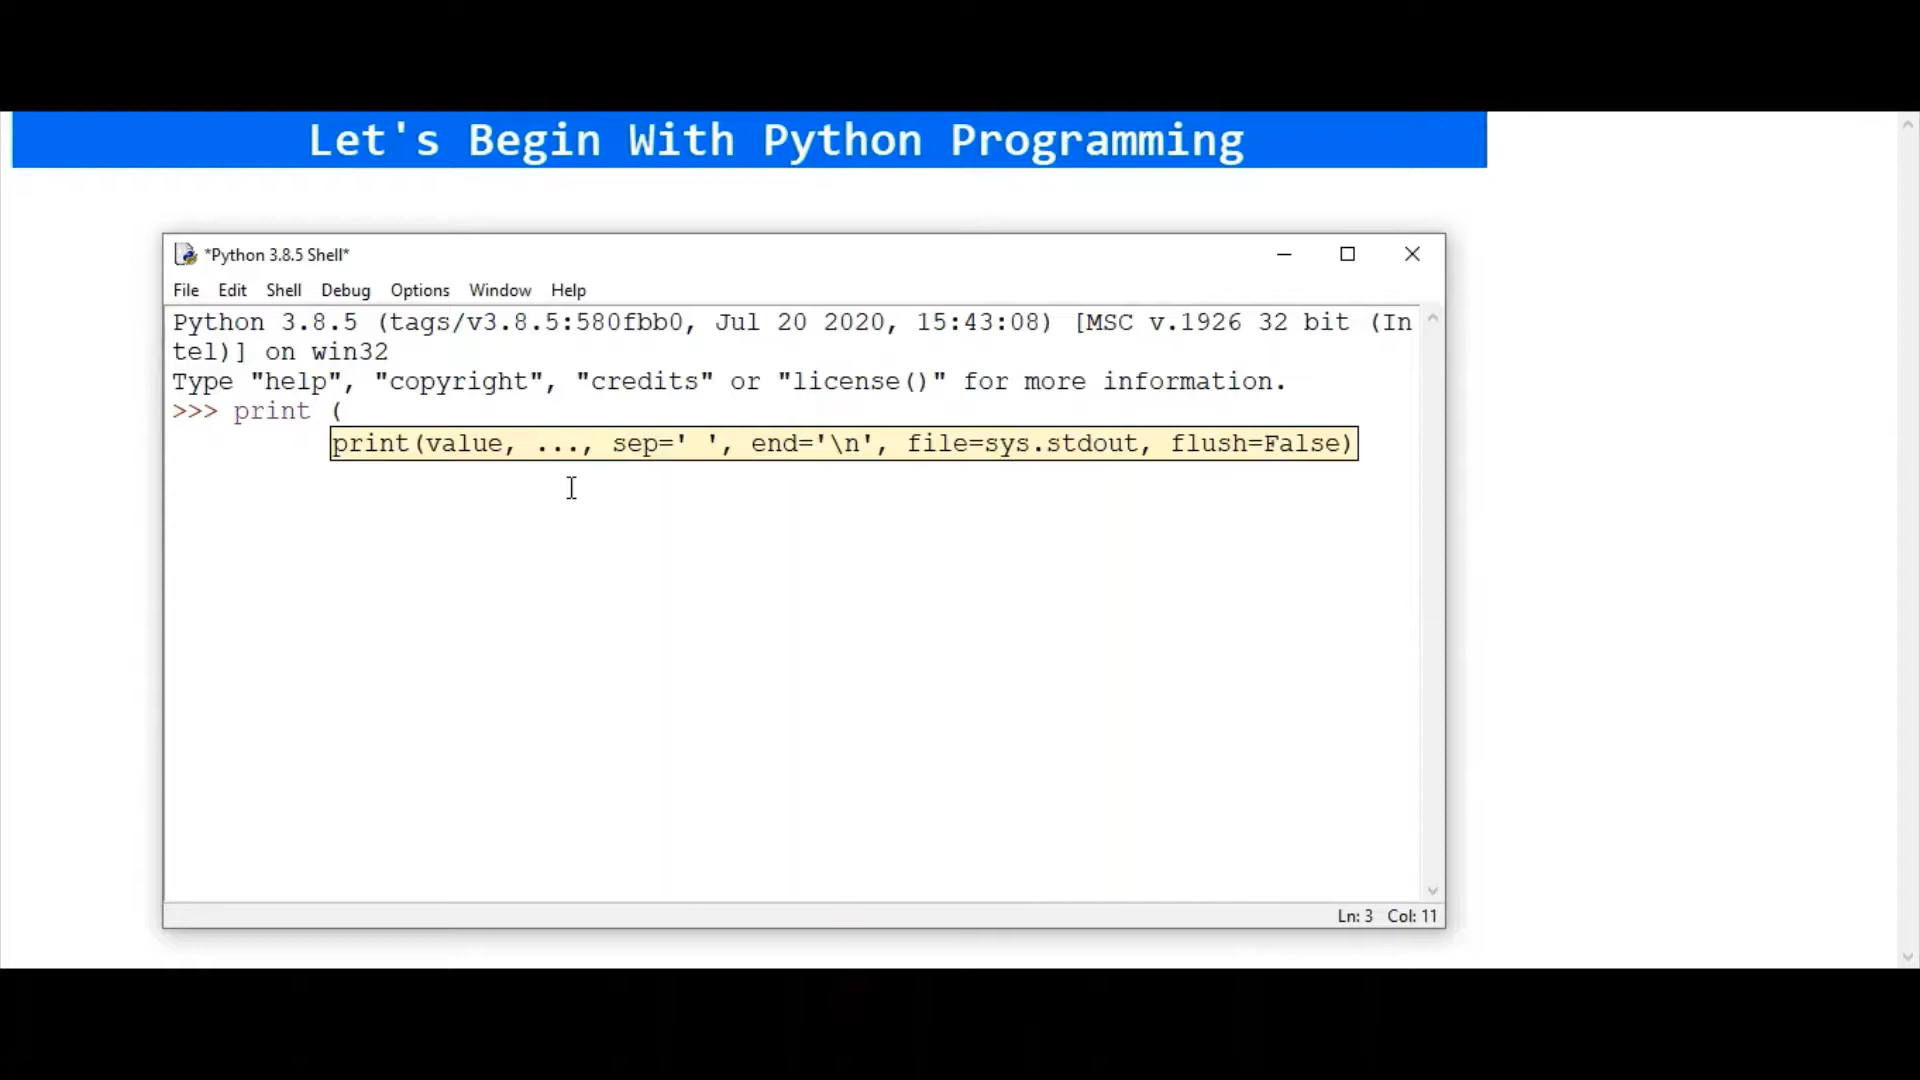 Let's Begin With Python Programming
*Python 3.8.5 Shell*
File Edit Shell Debug Options Window Help
Python 3.8.5 (tags/v3.8.5:580fbb0, Jul 20 2020, 15:43:08) [MSC v.1926 32 bit (In
tel)] on win32
Type "help", "copyright", "credits" or "license()" for more information.
>>> print (
print(value, ..., sep=' ', end='\n', file=sys.stdout, flush=False)
Ln: 3 Col: 11